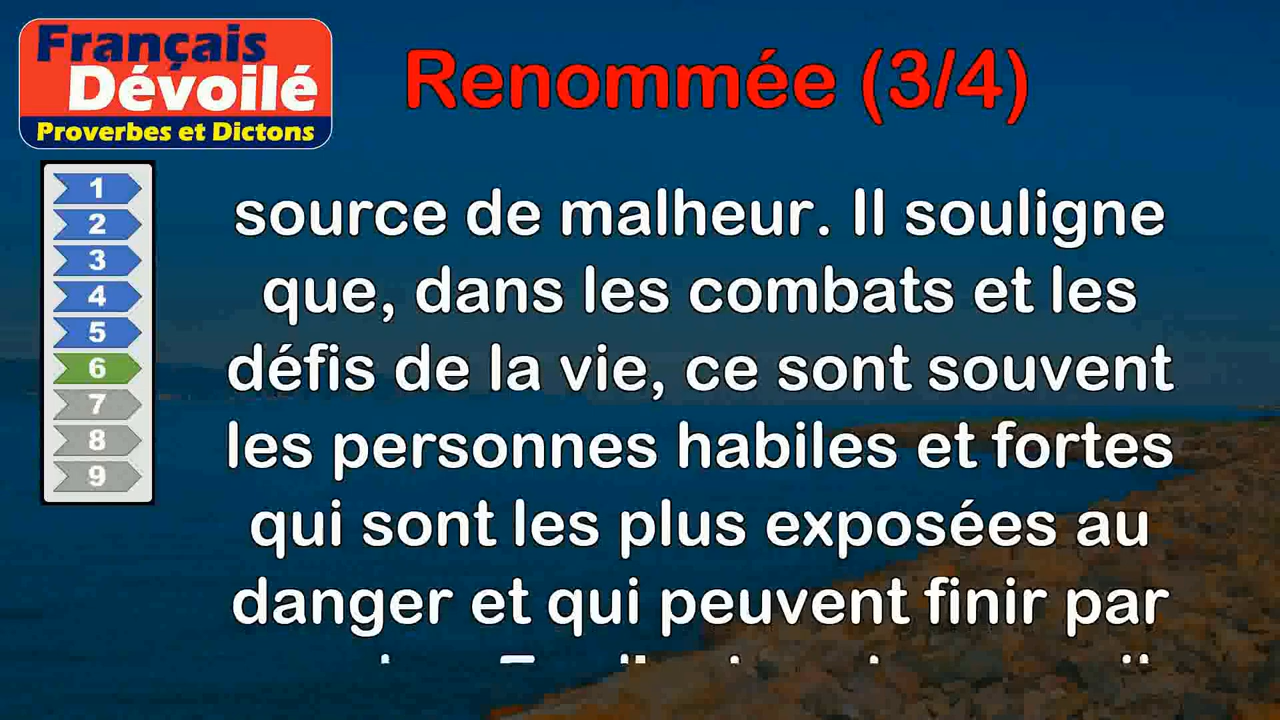 Français
Dévoilé
Proverbes et Dictons
Renommée (3/4)
1
2
3
4
5
6
7
8
9
source de malheur. Il souligne
que, dans les combats et les
défis de la vie, ce sont souvent
les personnes habiles et fortes
qui sont les plus exposées au
danger et qui peuvent finir par